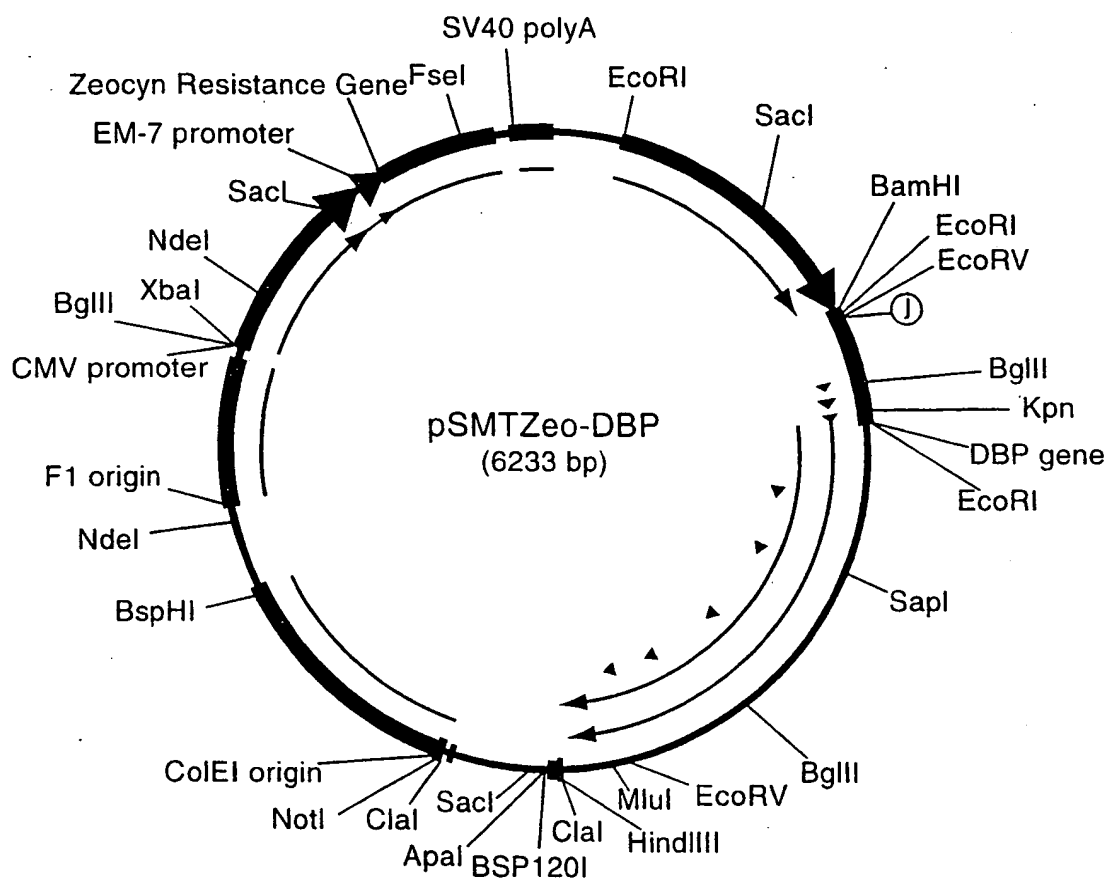 SV40 polyA
Zeocyn Resistance Gene
FseI
EcoRI
EM-7 promoter
SacI
SacI
BamHI
EcoRI
EcoRV
J
NdeI
XbaI
BglII
CMV promoter
BglII
Kpn
DBP gene
EcoRI
pSMTZeo-DBP
(6233 bp)
F1 origin
NdeI
BspHI
SapI
ColEI origin
NotI
ClaI
SacI
ApaI
BSP120I
ClaI
HindIIII
MluI
EcoRV
BglII